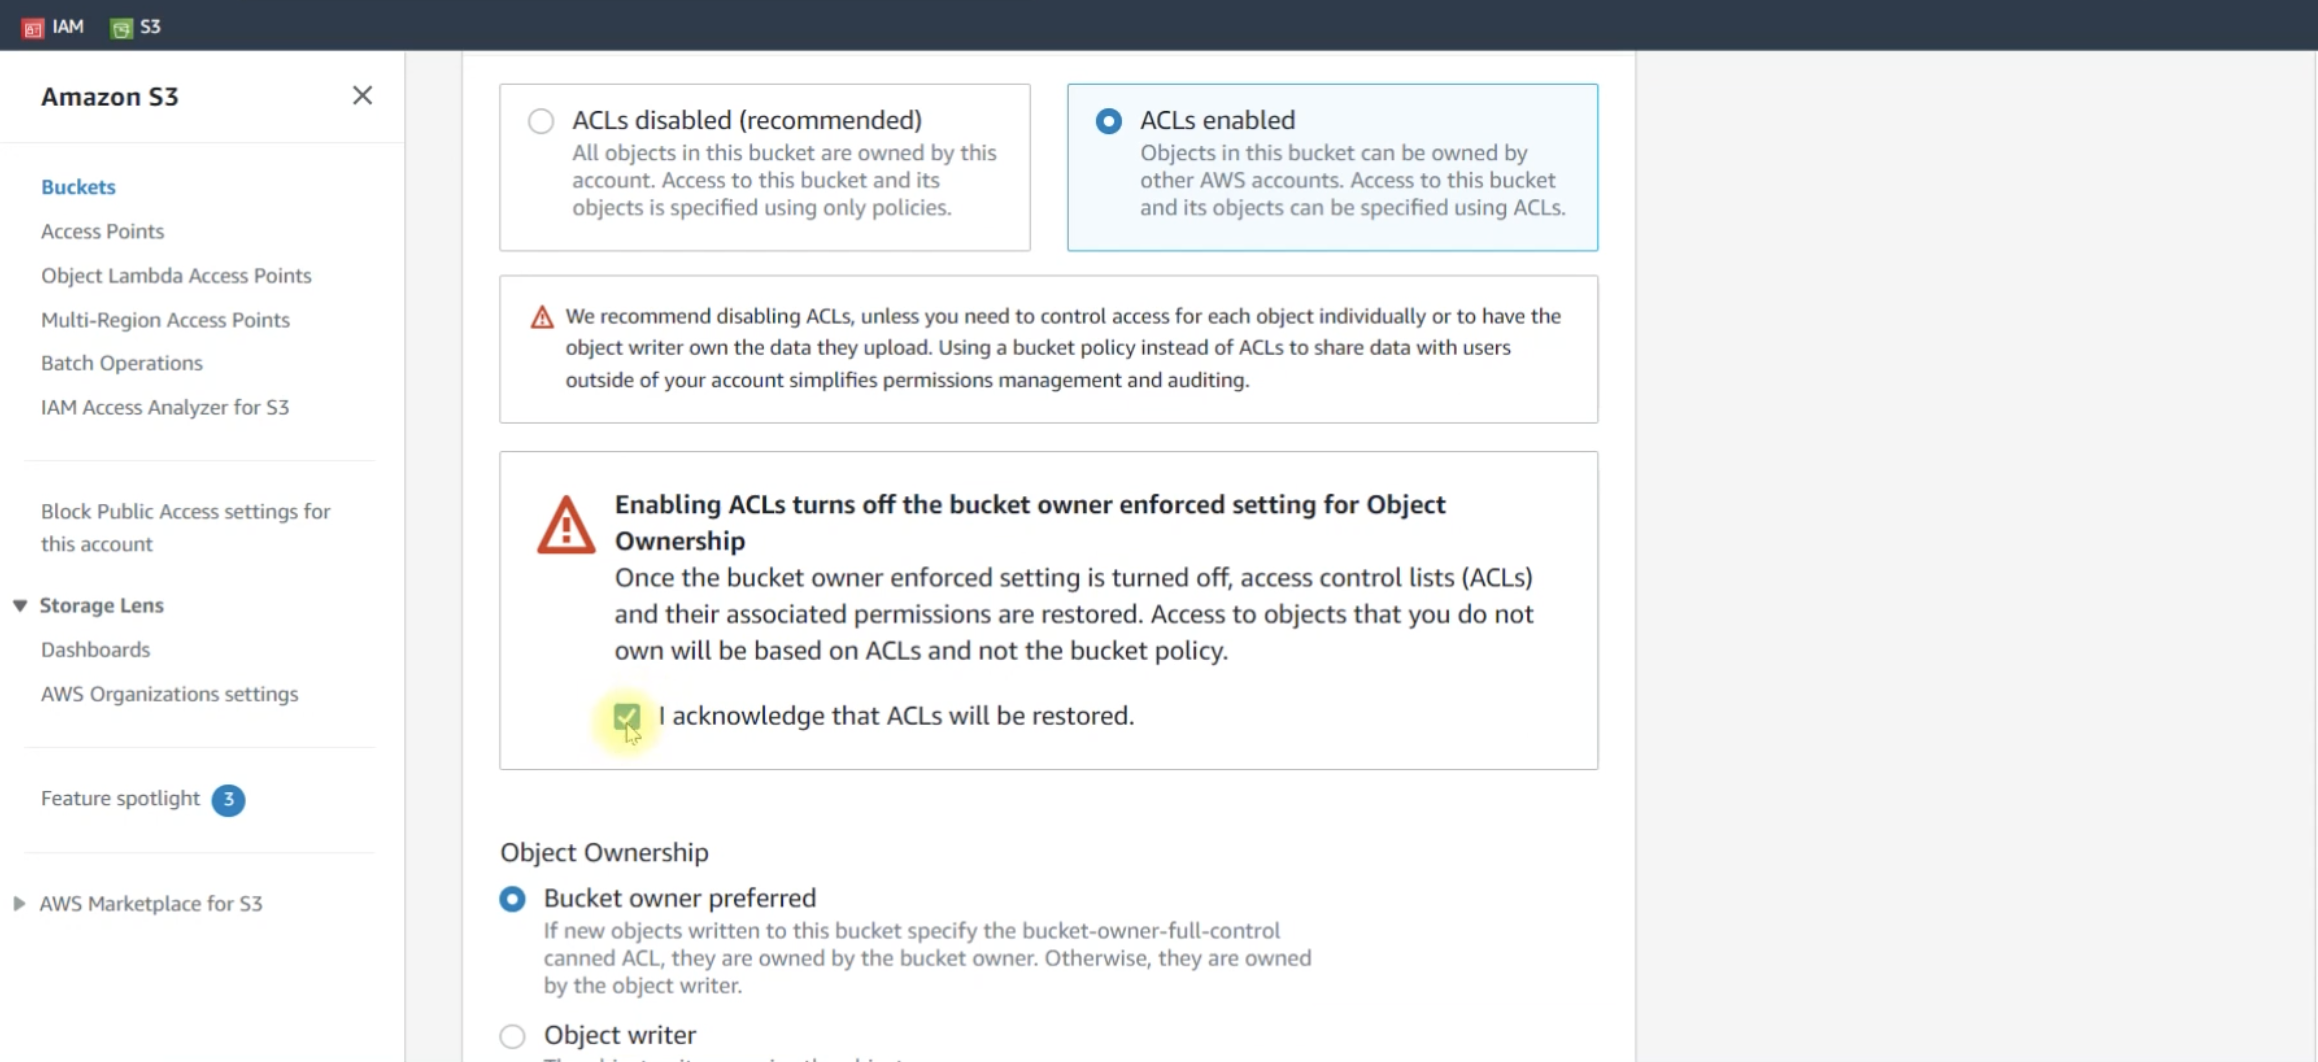 IAM S3
Amazon S3
Buckets
Access Points
Object Lambda Access Points
Multi-Region Access Points
Batch Operations
IAM Access Analyzer for S3
Block Public Access settings for
this account
Storage Lens
Dashboards
AWS Organizations settings
Feature spotlight 3
AWS Marketplace for S3
ACLs disabled (recommended)
All objects in this bucket are owned by this
account. Access to this bucket and its
objects is specified using only policies.
ACLs enabled
Objects in this bucket can be owned by
other AWS accounts. Access to this bucket
and its objects can be specified using ACLs.
We recommend disabling ACLs, unless you need to control access for each object individually or to have the
object writer own the data they upload. Using a bucket policy instead of ACLs to share data with users
outside of your account simplifies permissions management and auditing.
Enabling ACLs turns off the bucket owner enforced setting for Object
Ownership
Once the bucket owner enforced setting is turned off, access control lists (ACLs)
and their associated permissions are restored. Access to objects that you do not
own will be based on ACLs and not the bucket policy.
I acknowledge that ACLs will be restored.
Object Ownership
Bucket owner preferred
If new objects written to this bucket specify the bucket-owner-full-control
canned ACL, they are owned by the bucket owner. Otherwise, they are owned
by the object writer.
Object writer